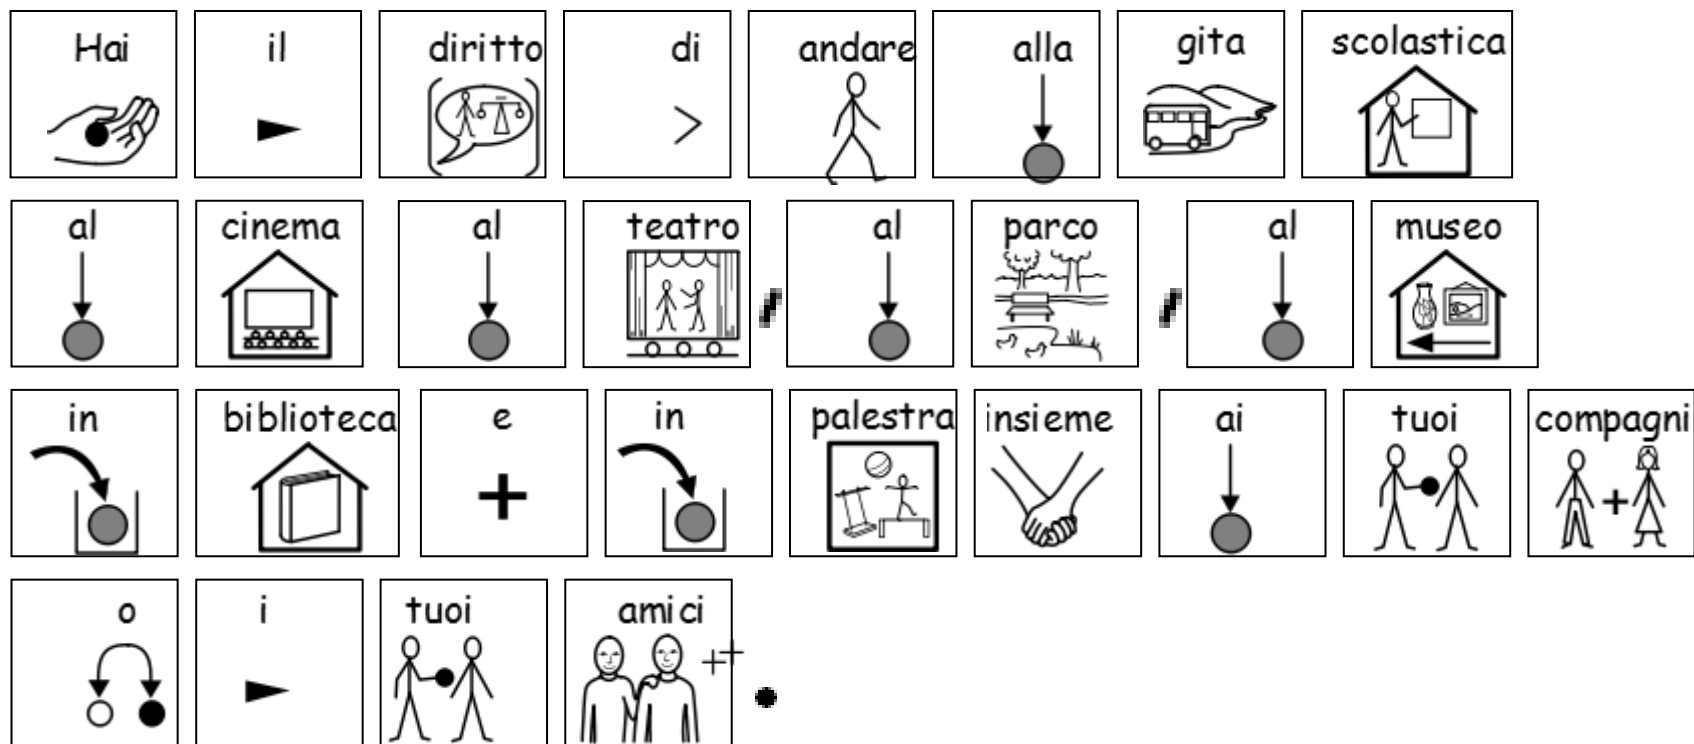 Hai il diritto di andare alla gita scolastica
al cinema al teatro, al parco, al museo
in biblioteca e in palestra insieme ai tuoi compagni
o i tuoi amici.